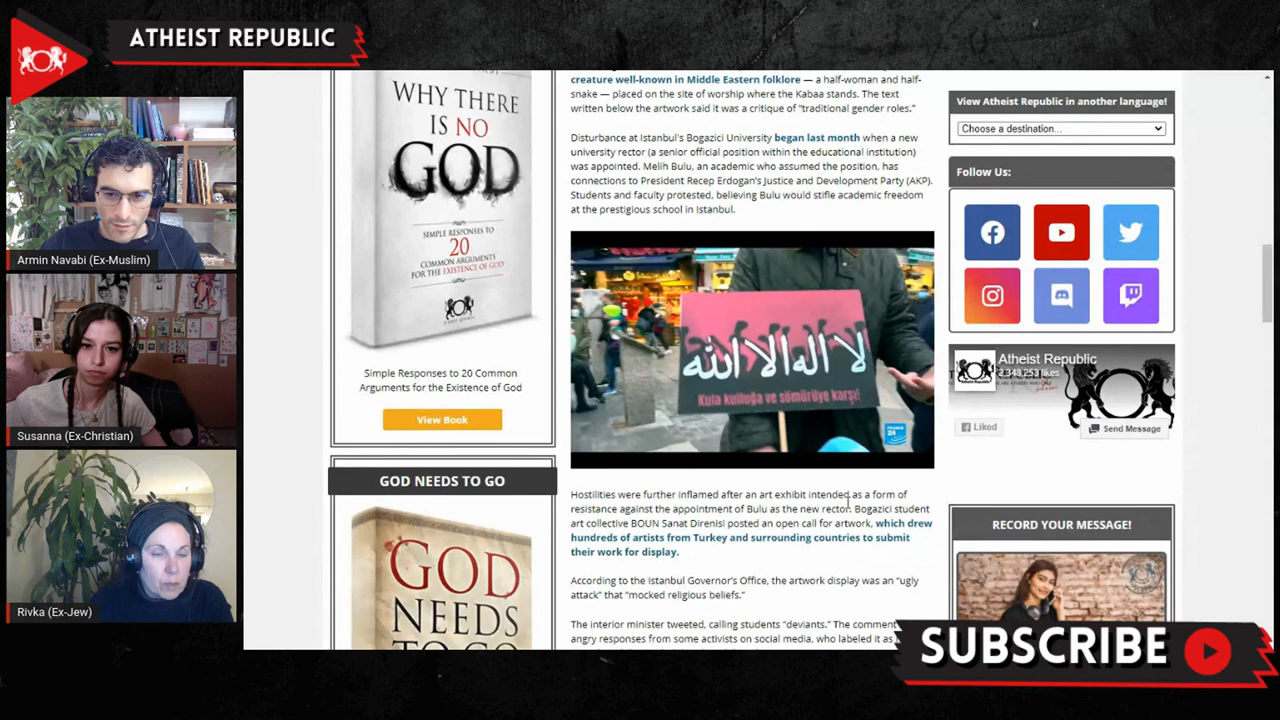 ATHEIST REPUBLIC
Armin Navabi (Ex-Muslim)
Susanna (Ex-Christian)
Rivka (Ex-Jew)
WHY THERE
IS NO
GOD
SIMPLE RESPONSES TO
20
COMMON ARGUMENTS
FOR THE EXISTENCE OF GOD
Simple Responses to 20 Common
Arguments for the Existence of God
View Book
GOD NEEDS TO GO
GOD
NEEDS
TO GO
creature well-known in Middle Eastern folklore — a half-woman and half-
snake — placed on the site of worship where the Kabaa stands. The text
written below the artwork said it was a critique of “traditional gender roles.”
Disturbance at Istanbul's Bogazici University began last month when a new
university rector (a senior official position within the educational institution)
was appointed. Melih Bulu, an academic who assumed the position, has
connections to President Recep Erdogan's Justice and Development Party (AKP).
Students and faculty protested, believing Bulu would stifle academic freedom
at the prestigious school in Istanbul.
لا اله الا الله
Kula kulluğa ve sömürüye karşı!
FRANCE
24
Hostilities were further inflamed after an art exhibit intended as a form of
resistance against the appointment of Bulu as the new rector. Bogazici student
art collective BOUN Sanat Direnisi posted an open call for artwork, which drew
hundreds of artists from Turkey and surrounding countries to submit
their work for display.
According to the Istanbul Governor's Office, the artwork display was an “ugly
attack” that “mocked religious beliefs.”
The interior minister tweeted, calling students “deviants.” The comment
angry responses from some activists on social media, who labeled it as
View Atheist Republic in another language!
Choose a destination...
Follow Us:
Atheist Republic
2,348,253 likes
Liked
Send Message
RECORD YOUR MESSAGE!
SUBSCRIBE